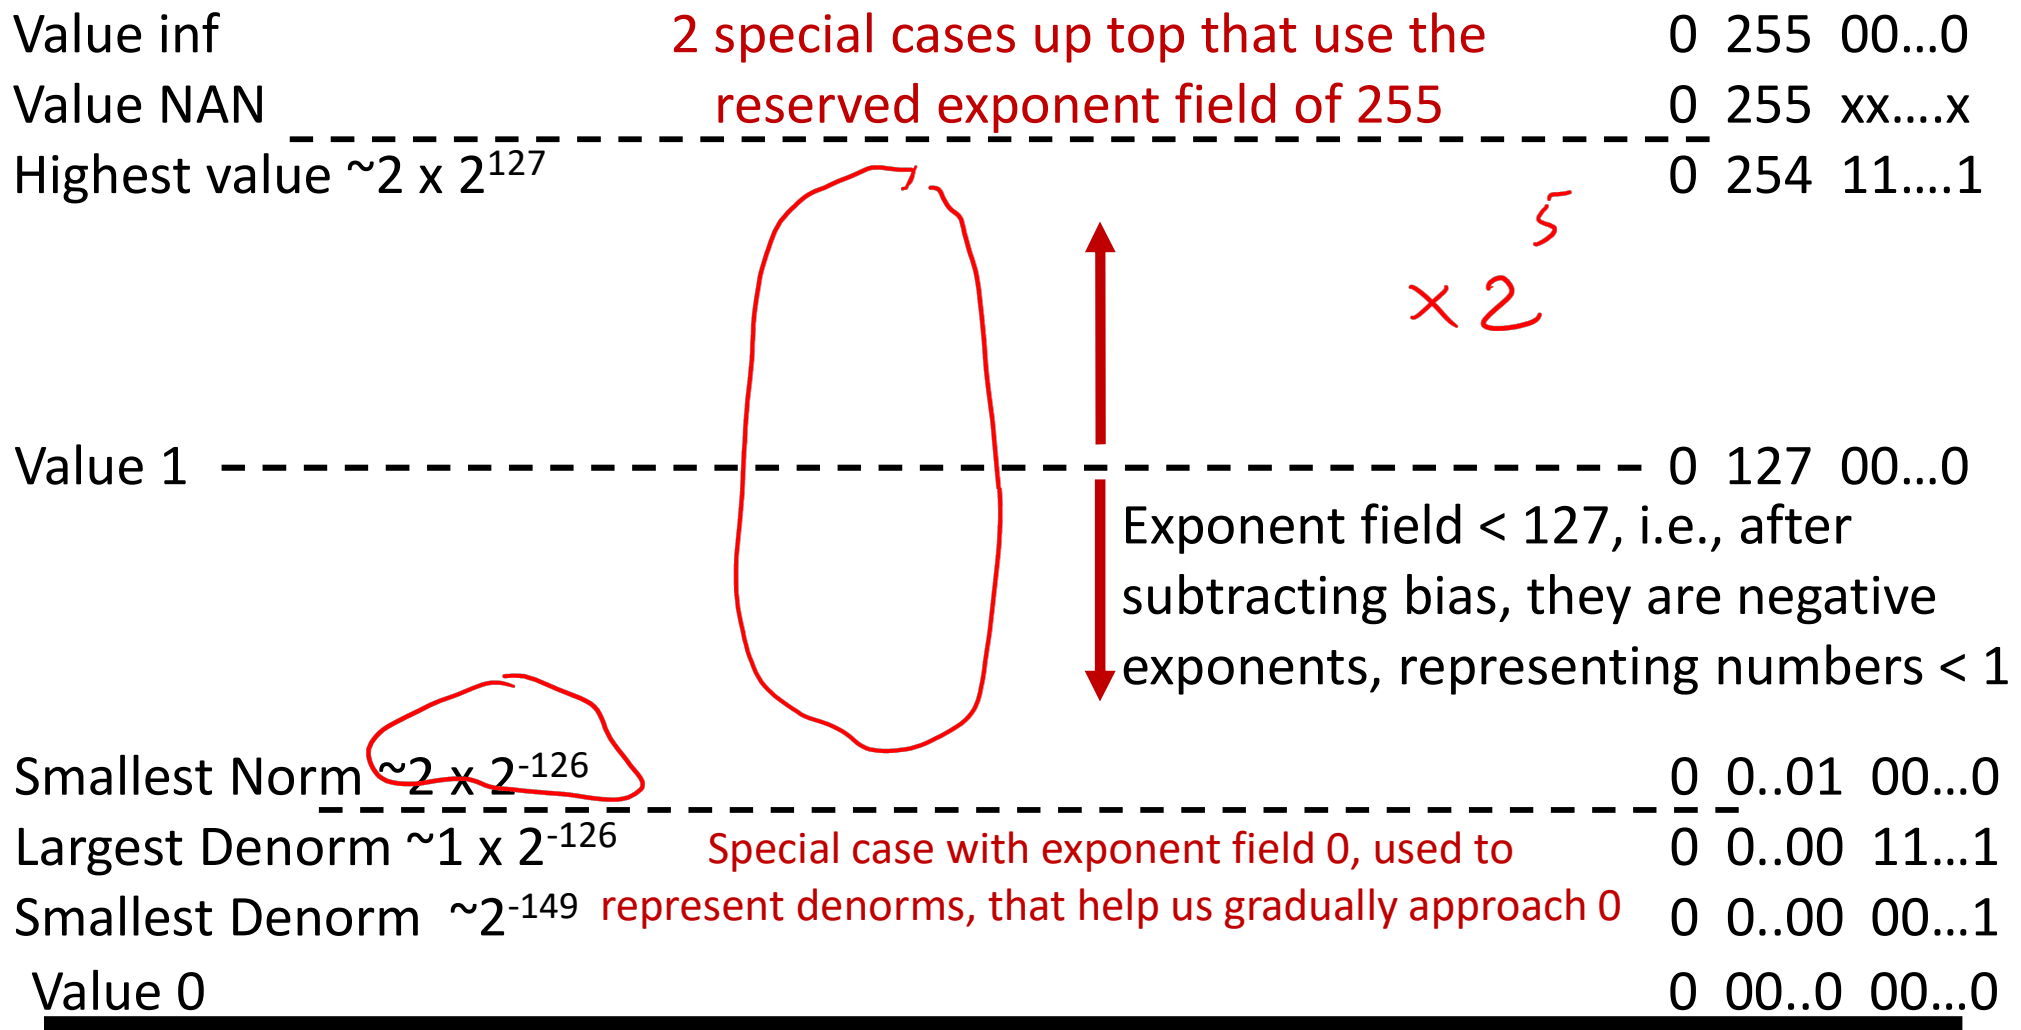 Value inf 2 special cases up top that use the 0 255 00...0
Value NAN reserved exponent field of 255 0 255 xx....x
Highest value ~2 x 2^127 0 254 11....1
x 2^5
Value 1 0 127 00...0
Exponent field < 127, i.e., after
subtracting bias, they are negative
exponents, representing numbers < 1
Smallest Norm ~2 x 2^-126 0 0..01 00...0
Largest Denorm ~1 x 2^-126 Special case with exponent field 0, used to 0 0..00 11...1
Smallest Denorm ~2^-149 represent denorms, that help us gradually approach 0 0 0..00 00...1
Value 0 0 00..0 00...0